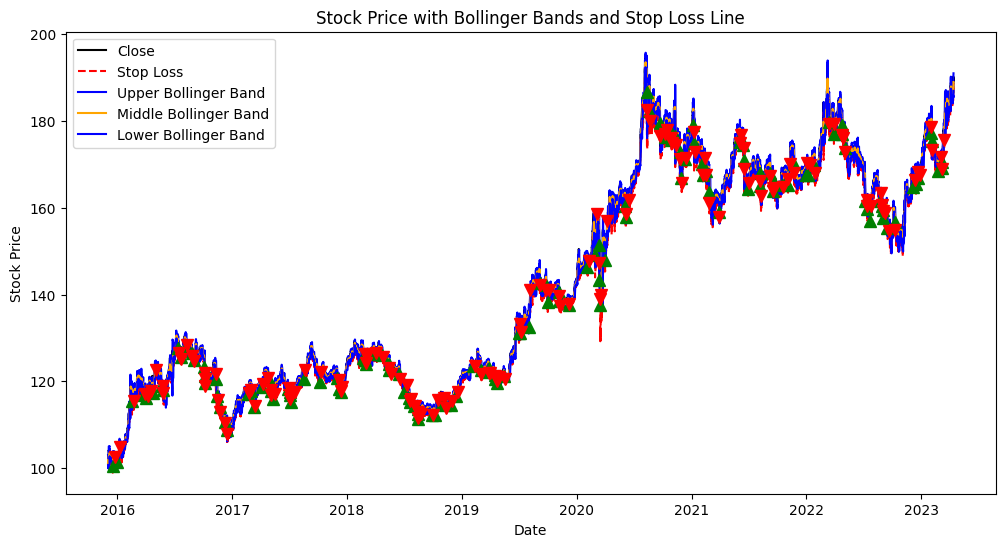 Stock Price with Bollinger Bands and Stop Loss Line
Close
Stop Loss
Upper Bollinger Band
Middle Bollinger Band
Lower Bollinger Band
Stock Price
200
180
160
140
120
100
2016 2017 2018 2019 2020 2021 2022 2023
Date